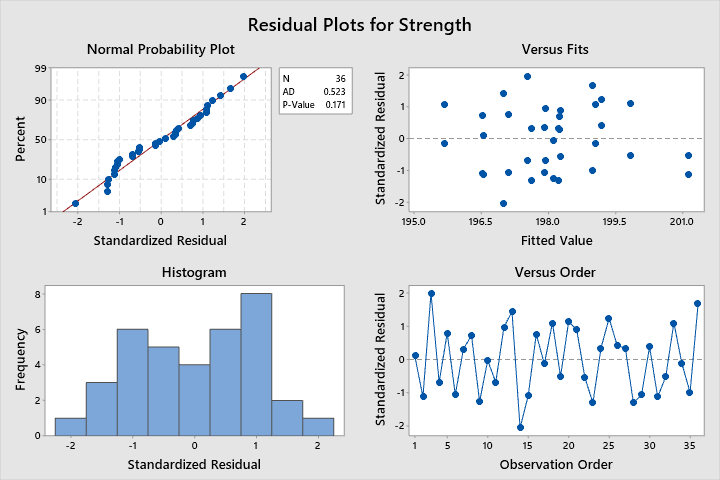 Residual Plots for Strength
Normal Probability Plot
99
90
50
10
1
Percent
-2 -1 0 1 2
Standardized Residual
N 36
AD 0.523
P-Value 0.171
Versus Fits
2
1
0
-1
-2
Standardized Residual
195.0 196.5 198.0 199.5 201.0
Fitted Value
Histogram
8
6
4
2
0
Frequency
-2 -1 0 1 2
Standardized Residual
Versus Order
2
1
0
-1
-2
Standardized Residual
1 5 10 15 20 25 30 35
Observation Order